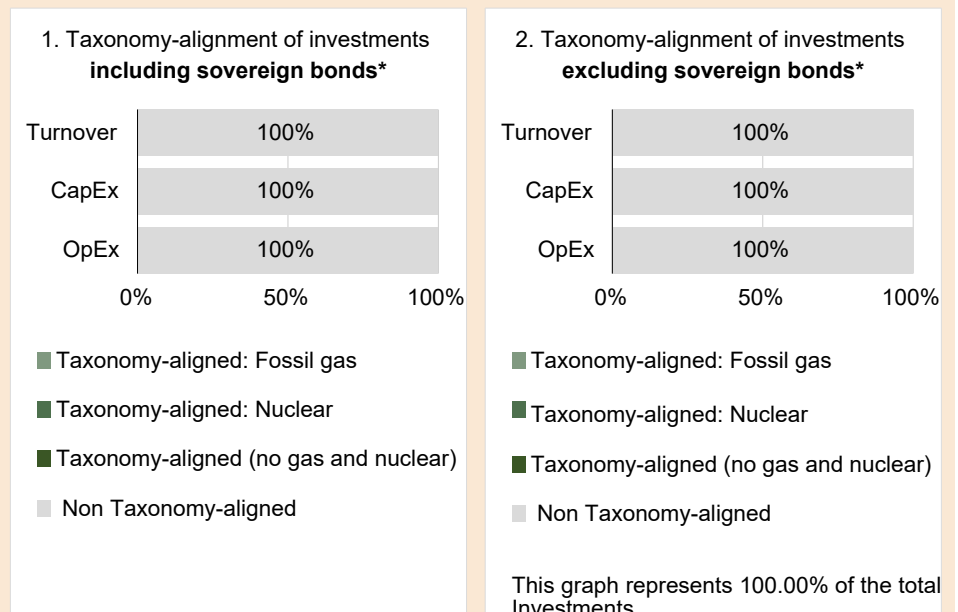 1. Taxonomy-alignment of investments
including sovereign bonds*
Turnover 100%
CapEx 100%
OpEx 100%
0% 50% 100%
Taxonomy-aligned: Fossil gas
Taxonomy-aligned: Nuclear
Taxonomy-aligned (no gas and nuclear)
Non Taxonomy-aligned
2. Taxonomy-alignment of investments
excluding sovereign bonds*
Turnover 100%
CapEx 100%
OpEx 100%
0% 50% 100%
Taxonomy-aligned: Fossil gas
Taxonomy-aligned: Nuclear
Taxonomy-aligned (no gas and nuclear)
Non Taxonomy-aligned
This graph represents 100.00% of the total
Investments